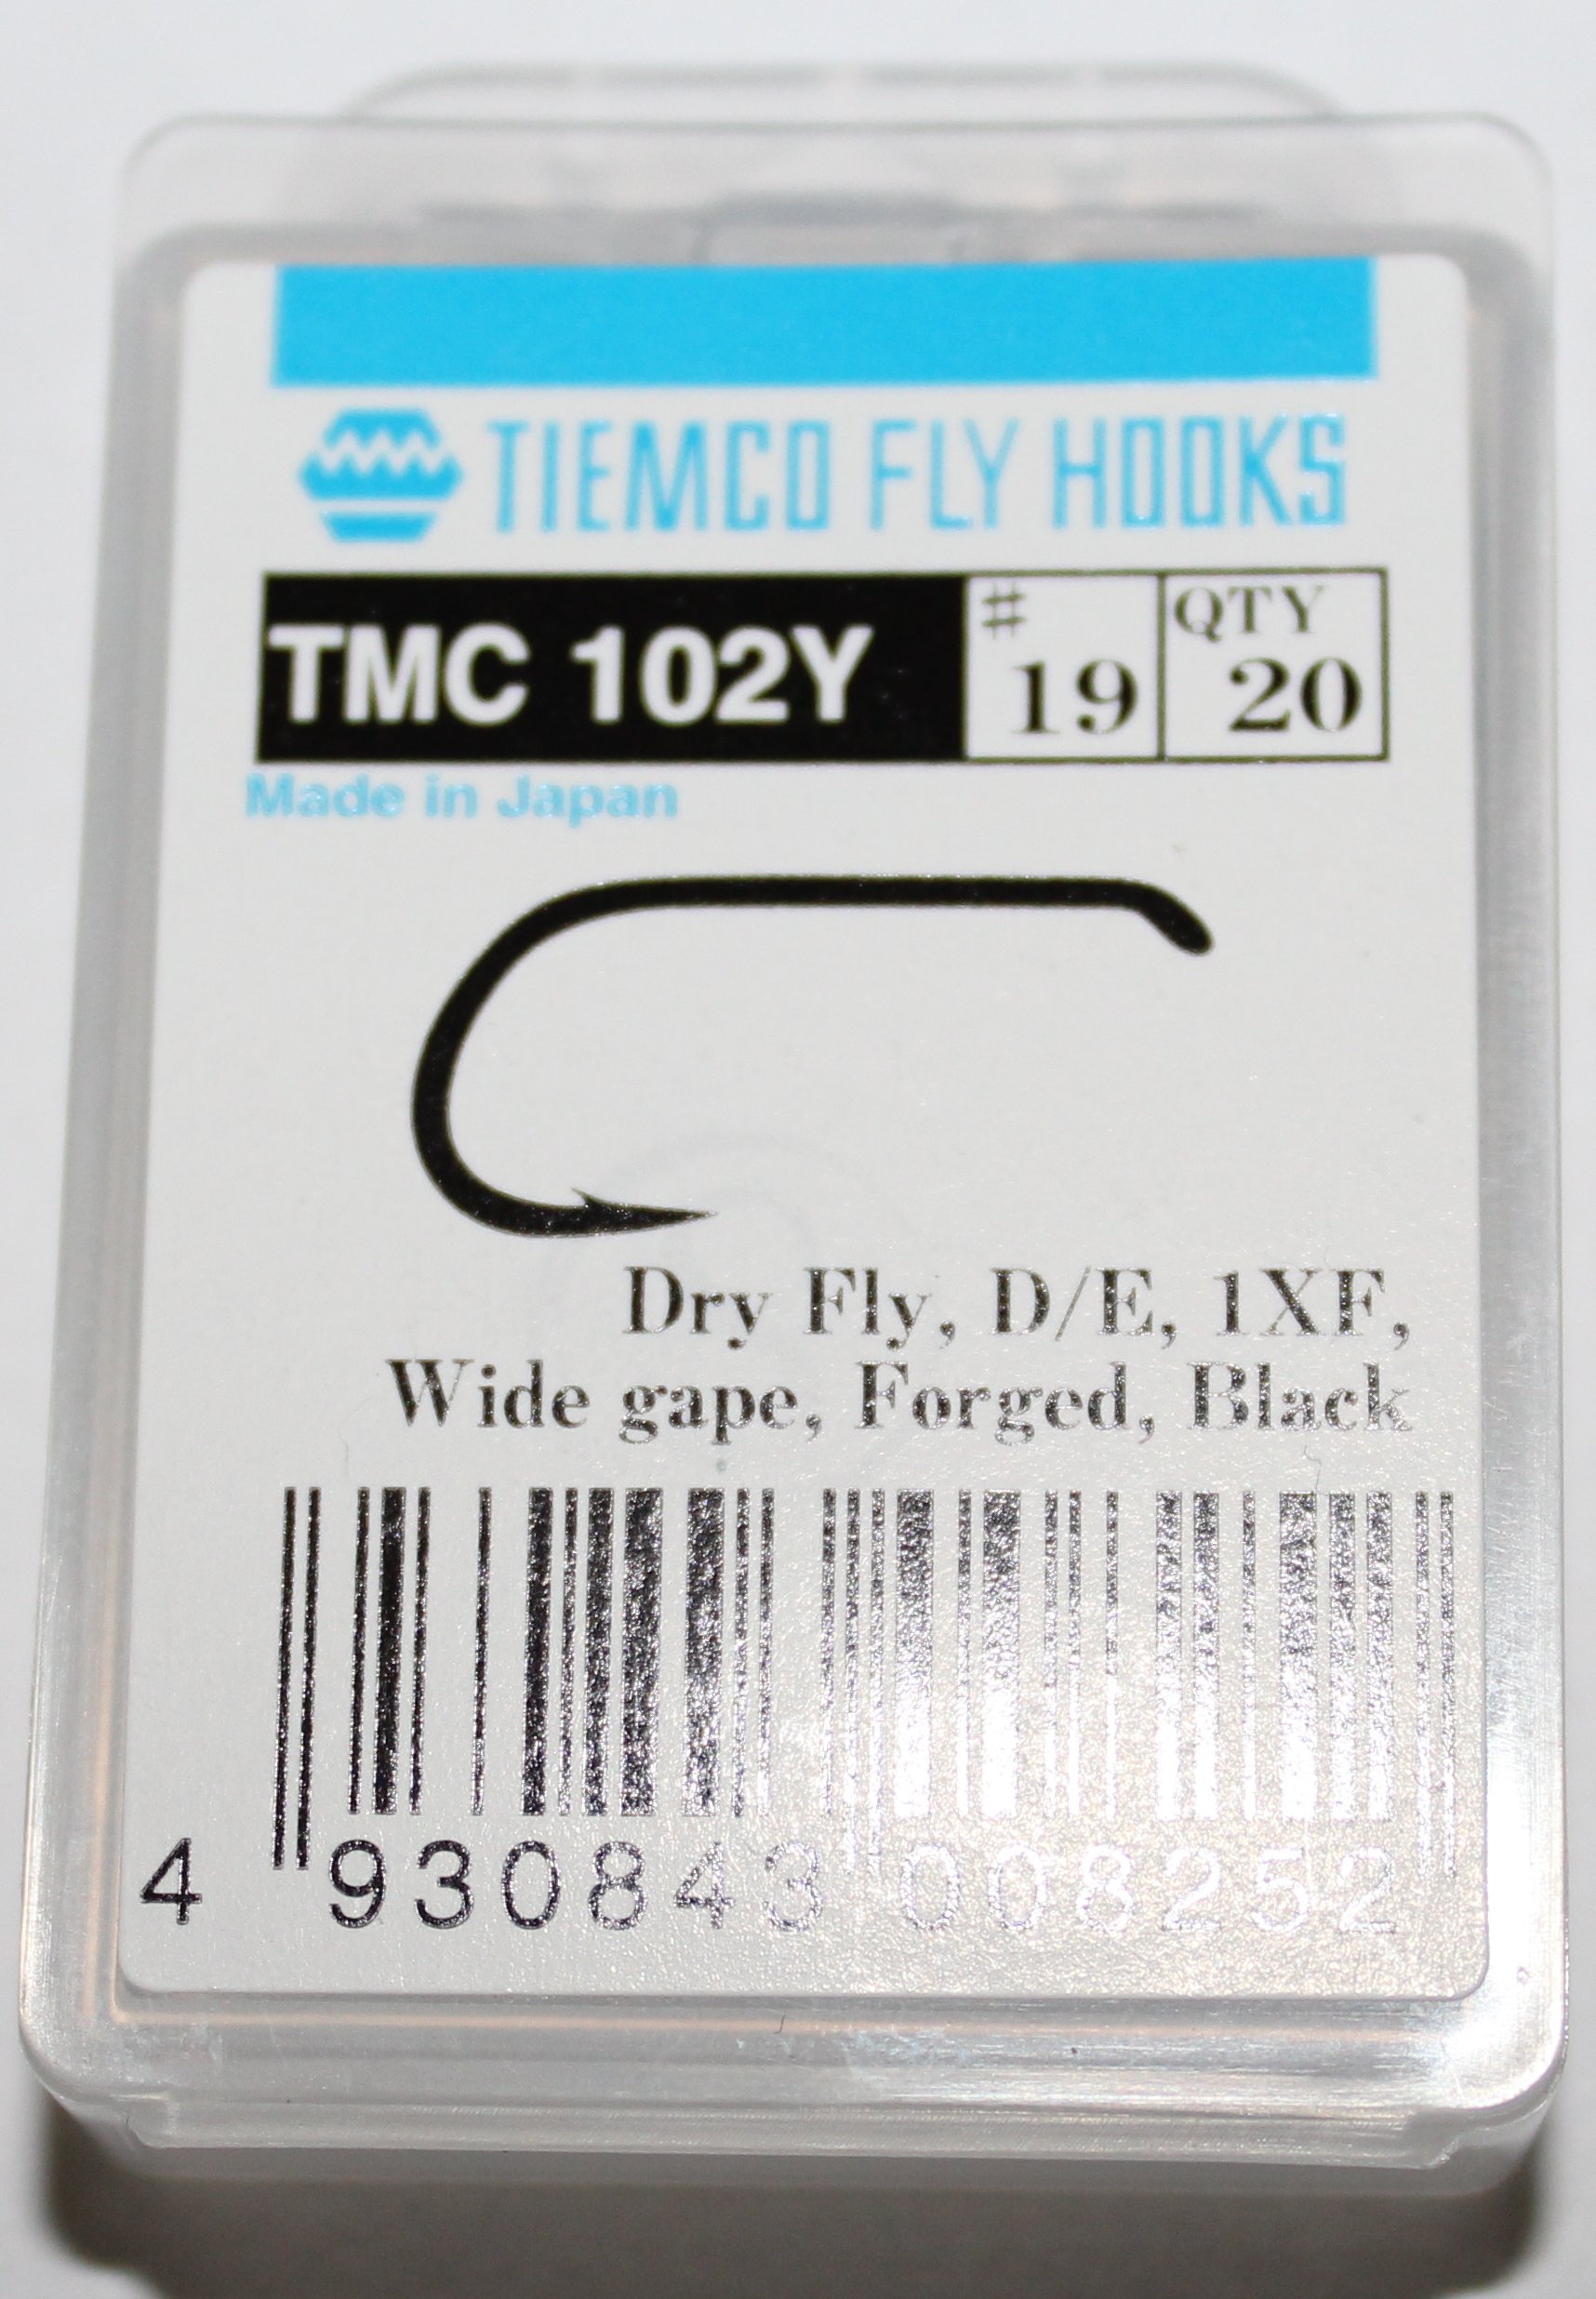 TIEMCO FLY HOOKS
TMC 102Y # 19 QTY 20
Made in Japan
Dry Fly, D/E, 1XF,
Wide gape, Forged, Black
4 930843 008252